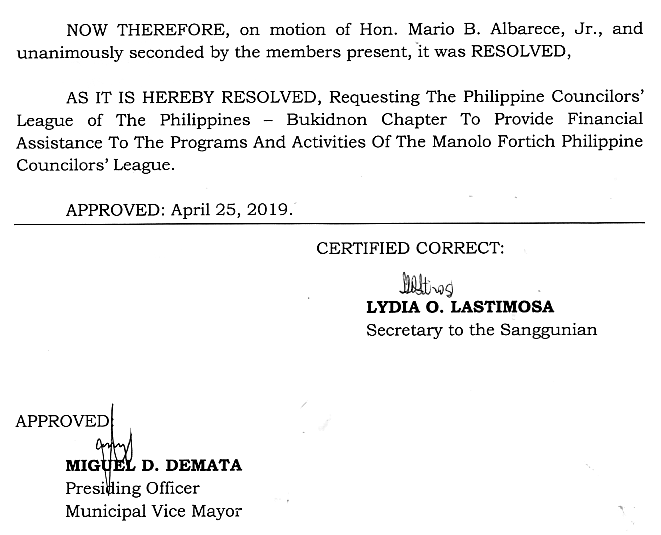 NOW THEREFORE, on motion of Hon. Mario B. Albarece, Jr., and
unanimously seconded by the members present, it was RESOLVED,
AS IT IS HEREBY RESOLVED, Requesting The Philippine Councilors'
League of The Philippines – Bukidnon Chapter To Provide Financial
Assistance To The Programs And Activities Of The Manolo Fortich Philippine
Councilors' League.
APPROVED: April 25, 2019.
CERTIFIED CORRECT:
LYDIA O. LASTIMOSA
Secretary to the Sanggunian
APPROVED
MIGUEL D. DEMATA
Presiding Officer
Municipal Vice Mayor